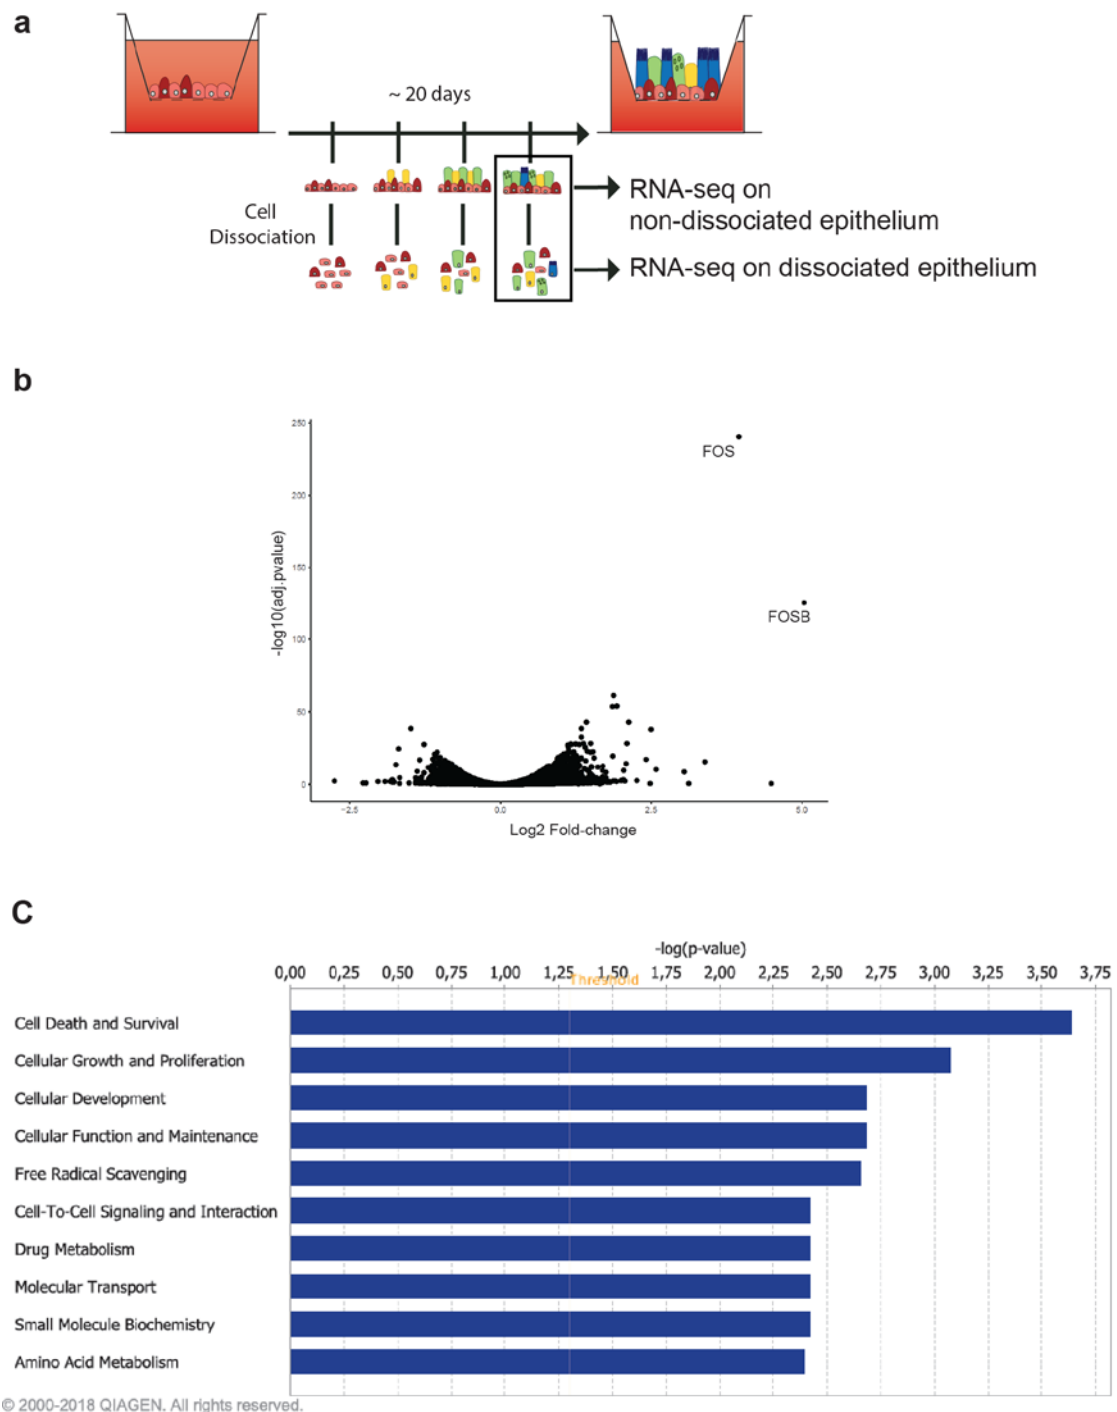 a
~ 20 days
Cell
Dissociation
RNA-seq on
non-dissociated epithelium
RNA-seq on dissociated epithelium
b
250
200
150
100
50
0
-log10(adj.pvalue)
FOS
FOSB
−2.5 0.0 2.5 5.0
Log2 Fold-change
C
-log(p-value)
0,00 0,25 0,50 0,75 1,00 1,25 1,50 1,75 2,00 2,25 2,50 2,75 3,00 3,25 3,50 3,75
Threshold
Cell Death and Survival
Cellular Growth and Proliferation
Cellular Development
Cellular Function and Maintenance
Free Radical Scavenging
Cell-To-Cell Signaling and Interaction
Drug Metabolism
Molecular Transport
Small Molecule Biochemistry
Amino Acid Metabolism
© 2000-2018 QIAGEN. All rights reserved.